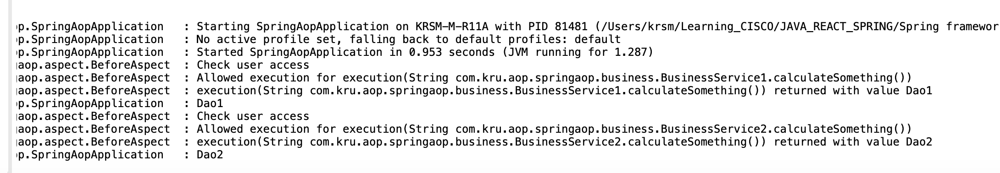 p.SpringAopApplication : Starting SpringAopApplication on KRSM-M-R11A with PID 81481 (/Users/krsm/Learning_CISCO/JAVA_REACT_SPRING/Spring framewor
p.SpringAopApplication : No active profile set, falling back to default profiles: default
p.SpringAopApplication : Started SpringAopApplication in 0.953 seconds (JVM running for 1.287)
aop.aspect.BeforeAspect : Check user access
aop.aspect.BeforeAspect : Allowed execution for execution(String com.kru.aop.springaop.business.BusinessService1.calculateSomething())
aop.aspect.BeforeAspect : execution(String com.kru.aop.springaop.business.BusinessService1.calculateSomething()) returned with value Dao1
p.SpringAopApplication : Dao1
aop.aspect.BeforeAspect : Check user access
aop.aspect.BeforeAspect : Allowed execution for execution(String com.kru.aop.springaop.business.BusinessService2.calculateSomething())
aop.aspect.BeforeAspect : execution(String com.kru.aop.springaop.business.BusinessService2.calculateSomething()) returned with value Dao2
p.SpringAopApplication : Dao2